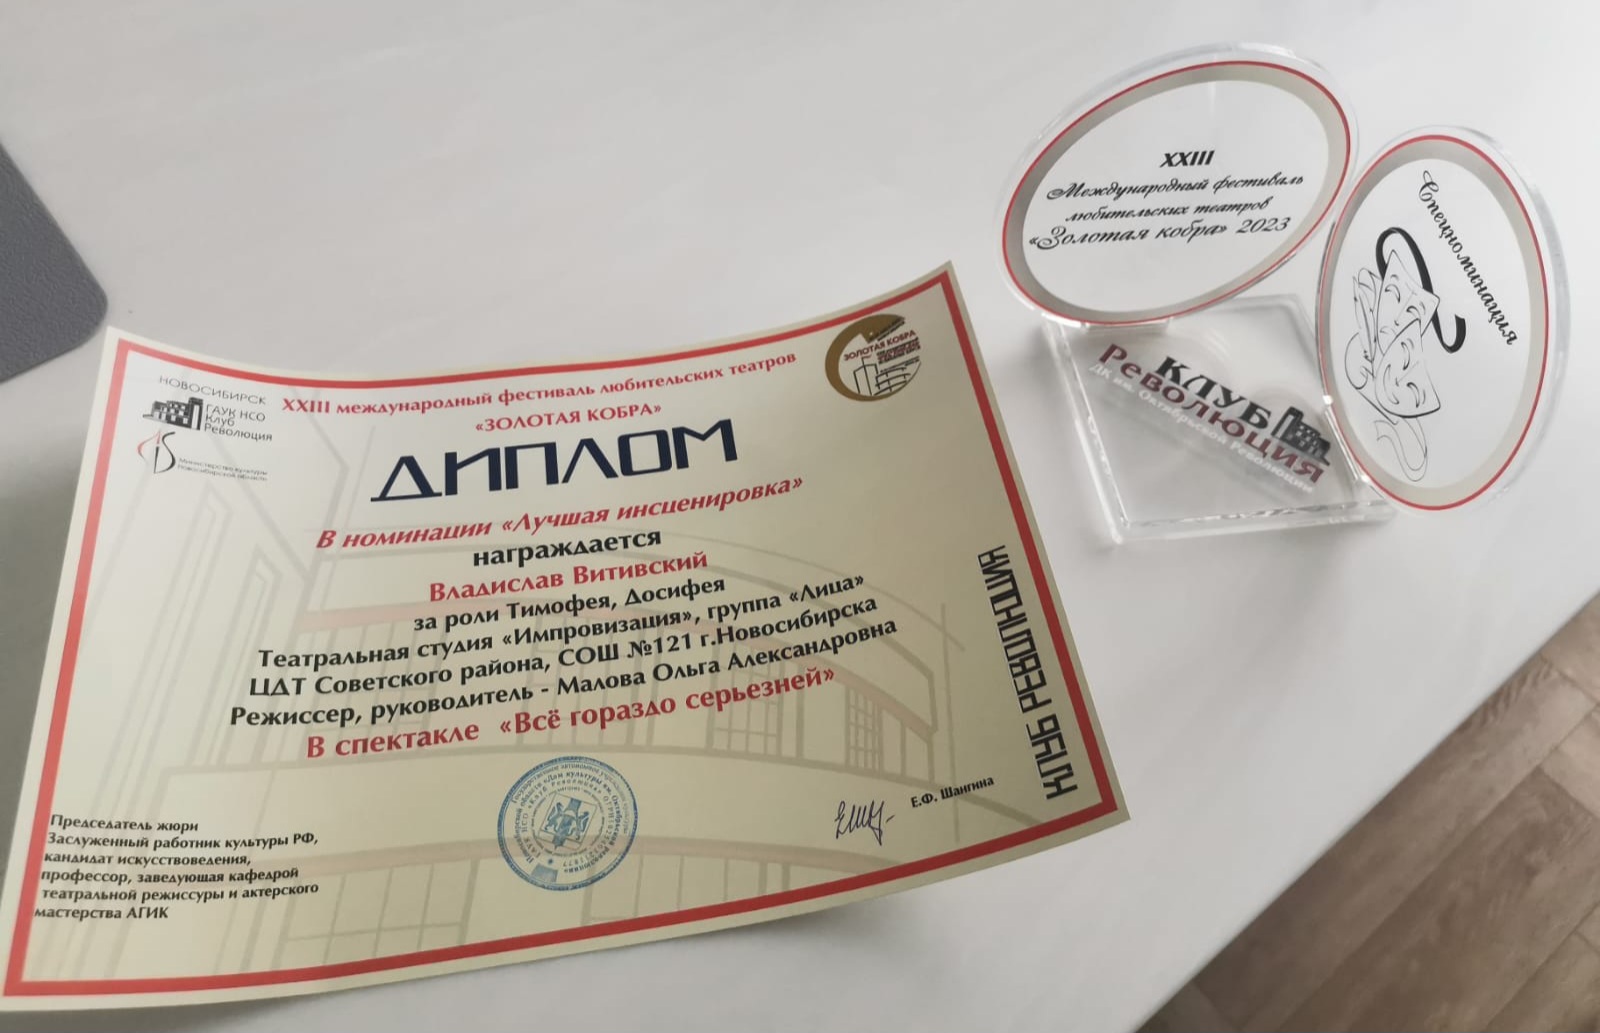 XXIII
Международный фестиваль
любительских театров
«Золотая кобра» 2023
Спецноминация
КЛУБ
Революция
ДК им. Октябрьской Революции
НОВОСИБИРСК
ГАУК НСО
Клуб
Революция
Министерство культуры
Новосибирской области
XXIII международный фестиваль любительских театров
«ЗОЛОТАЯ КОБРА»
ЗОЛОТАЯ КОБРА
ДИПЛОМ
В номинации «Лучшая инсценировка»
награждается
Владислав Витивский
за роли Тимофея, Досифея
Театральная студия «Импровизация», группа «Лица»
ЦДТ Советского района, СОШ №121 г.Новосибирска
Режиссер, руководитель - Малова Ольга Александровна
В спектакле «Всё гораздо серьезней»
КЛУБ РЕВОЛЮЦИЯ
Председатель жюри
Заслуженный работник культуры РФ,
кандидат искусствоведения,
профессор, заведующая кафедрой
театральной режиссуры и актерского
мастерства АГИК
Е.Ф. Шангина